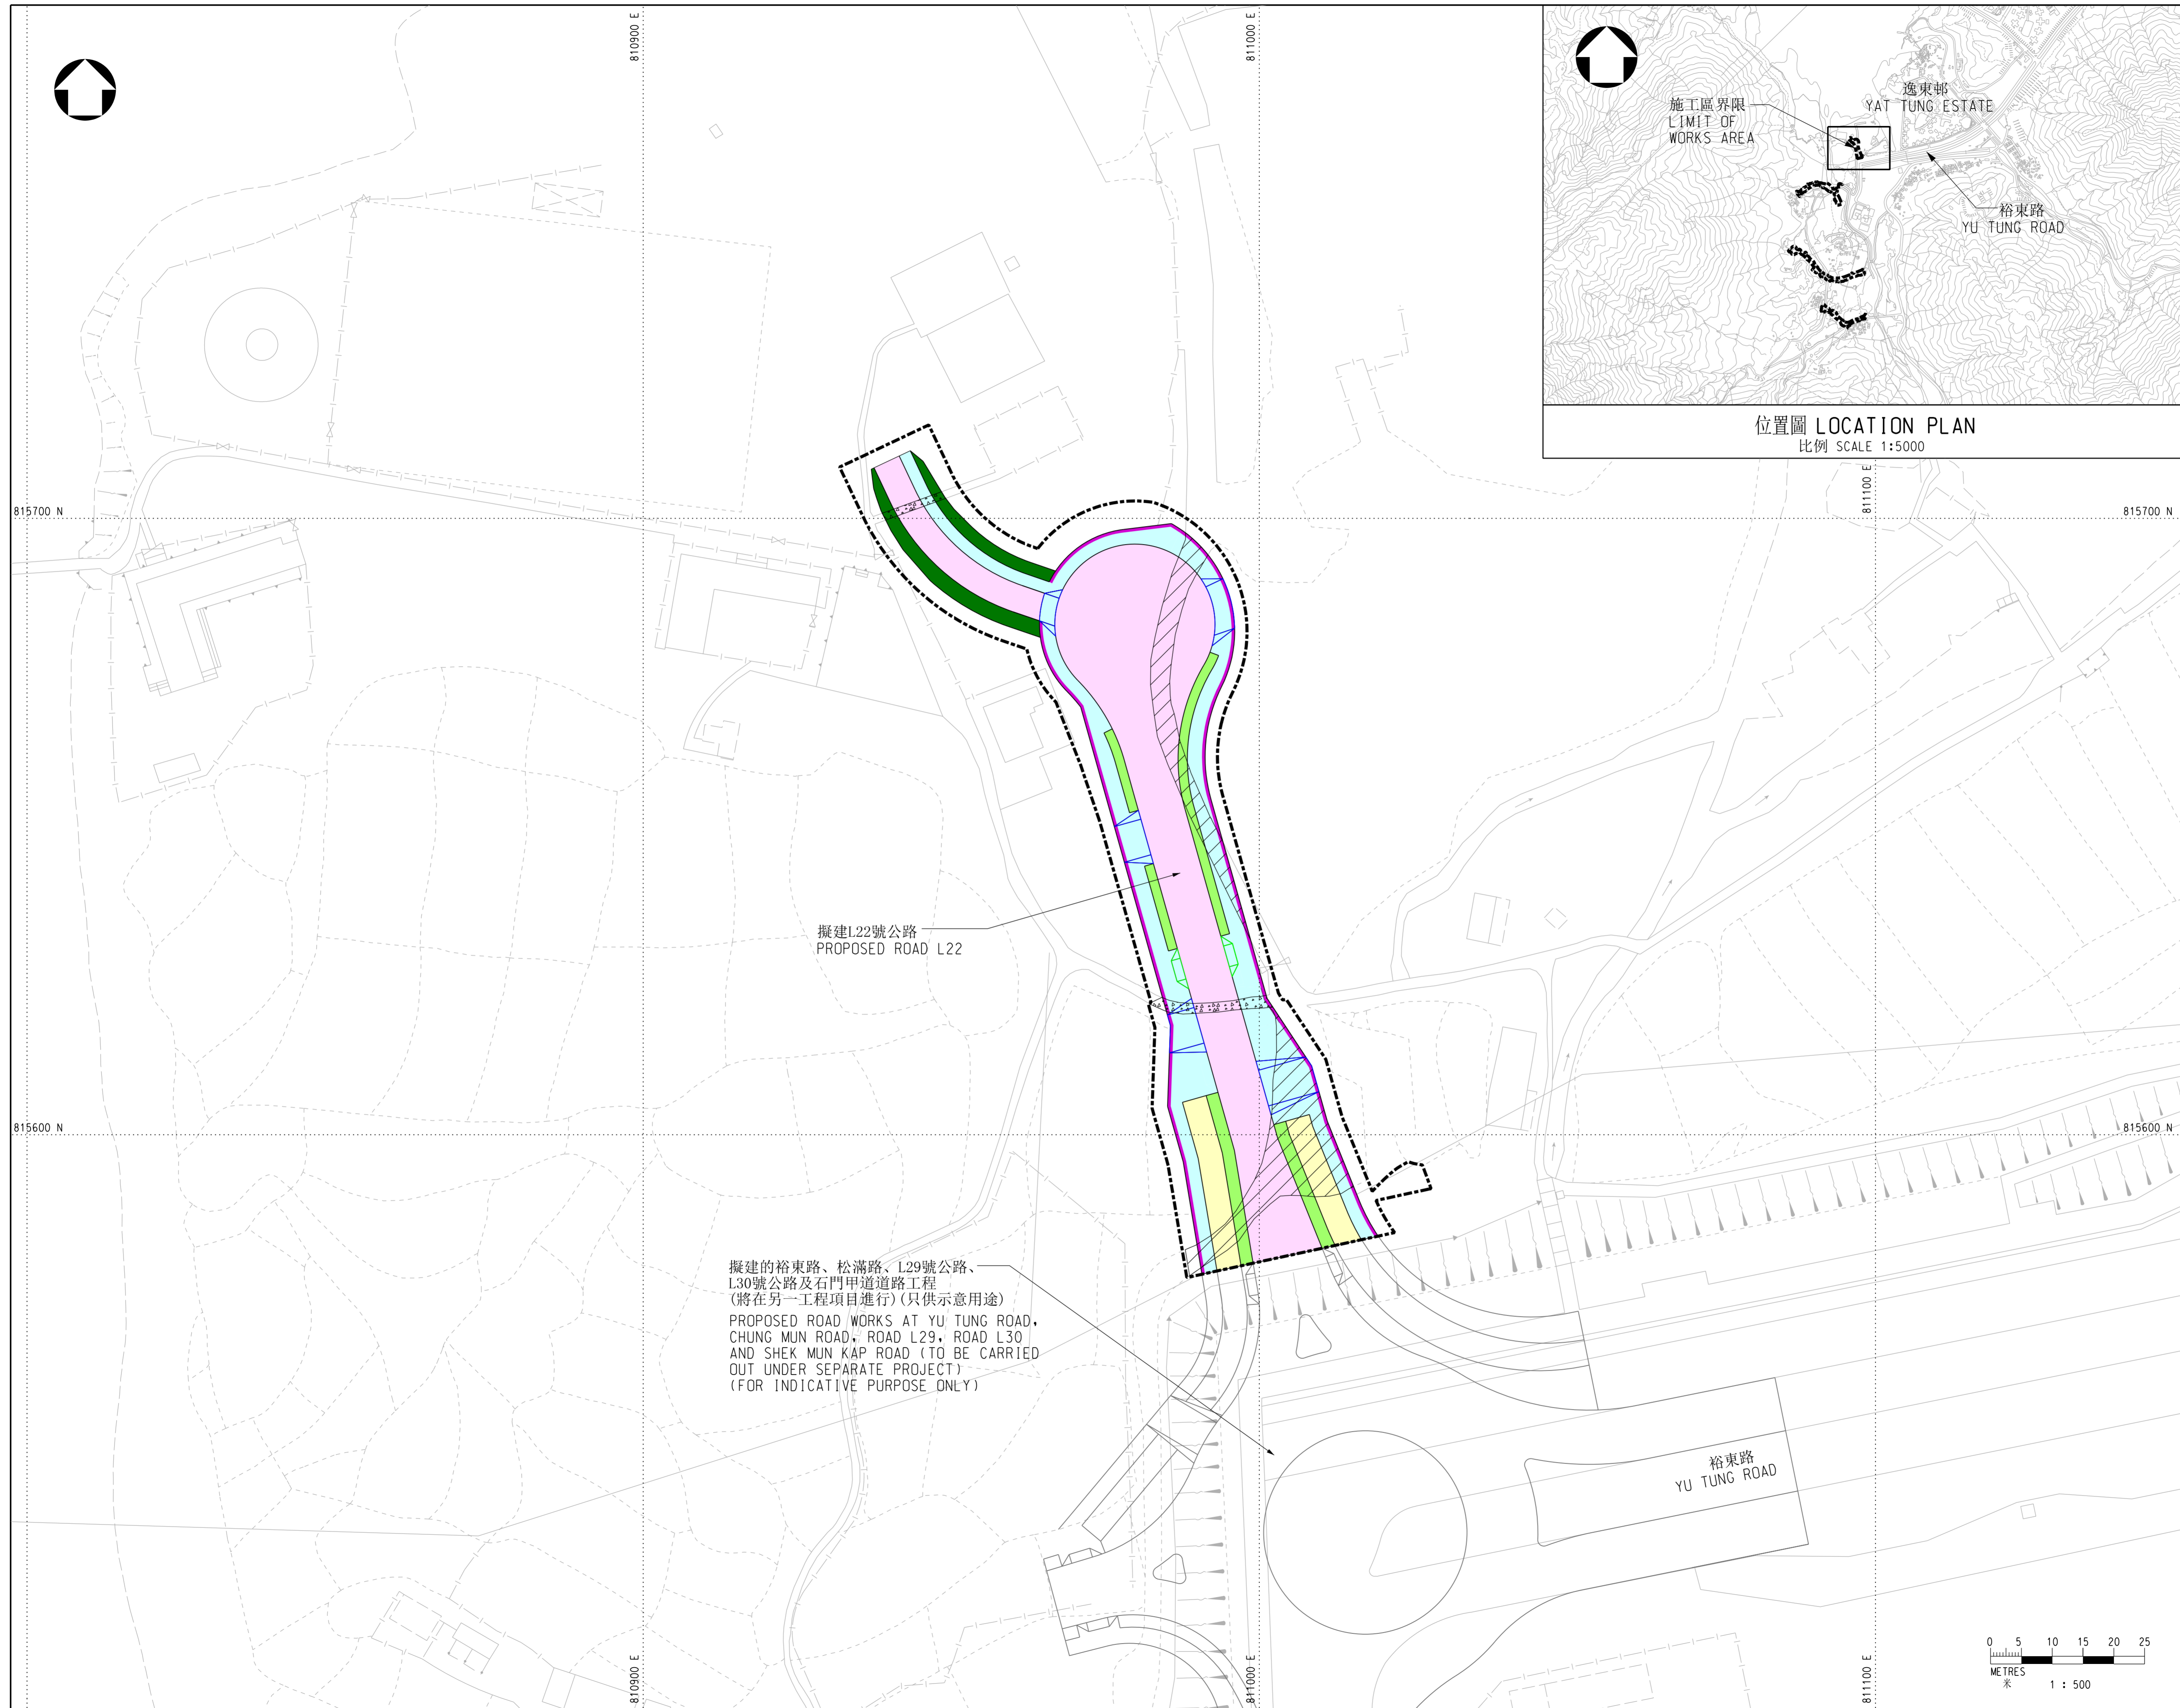 810900 E
811000 E
施工區界限
LIMIT OF
WORKS AREA
逸東邨
YAT TUNG ESTATE
裕東路
YU TUNG ROAD
位置圖 LOCATION PLAN
比例 SCALE 1:5000
811100 E
815700 N
815700 N
擬建L22號公路
PROPOSED ROAD L22
815600 N
815600 N
擬建的裕東路、松滿路、L29號公路、
L30號公路及石門甲道道路工程
(將在另一工程項目進行)(只供示意用途)
PROPOSED ROAD WORKS AT YU TUNG ROAD,
CHUNG MUN ROAD, ROAD L29, ROAD L30
AND SHEK MUN KAP ROAD (TO BE CARRIED
OUT UNDER SEPARATE PROJECT)
(FOR INDICATIVE PURPOSE ONLY)
裕東路
YU TUNG ROAD
0 5 10 15 20 25
METRES
米 1 : 500
810900 E
811000 E
811100 E